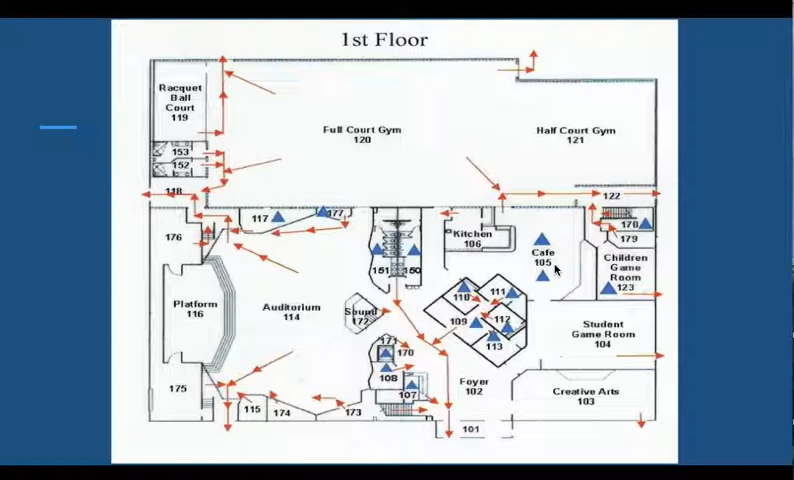 1st Floor
Racquet
Ball
Court
119
Full Court Gym
120
Half Court Gym
121
153
152
118
122
117
177
176
Kitchen
106
178
179
Cafe
105
Children
Game
Room
123
151
150
110
111
Platform
116
Auditorium
114
Sound
172
109
112
113
Student
Game Room
104
171
170
108
107
Foyer
102
Creative Arts
103
175
115
174
173
101